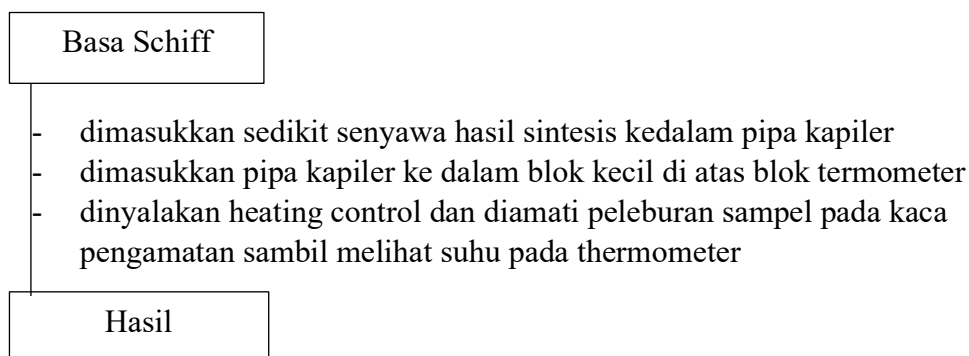 Basa Schiff
- dimasukkan sedikit senyawa hasil sintesis kedalam pipa kapiler
- dimasukkan pipa kapiler ke dalam blok kecil di atas blok termometer
- dinyalakan heating control dan diamati peleburan sampel pada kaca
pengamatan sambil melihat suhu pada thermometer
Hasil